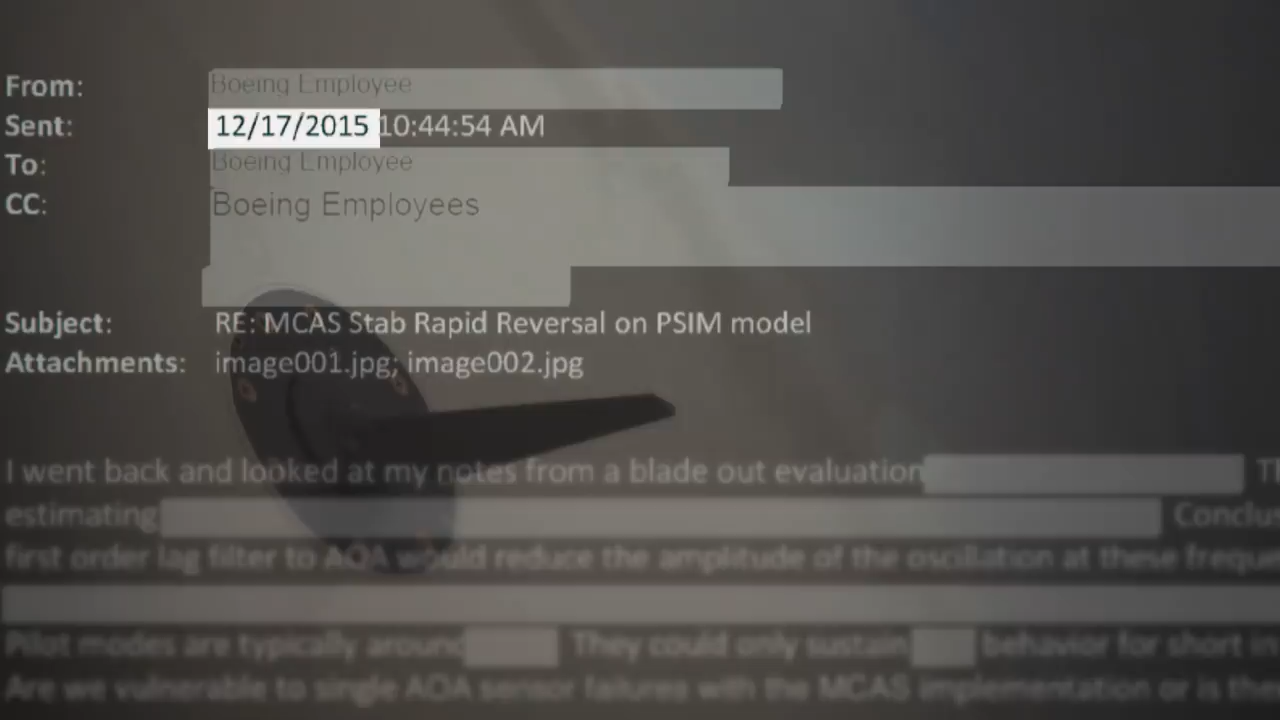 From: Boeing Employee
Sent: 12/17/2015 10:44:54 AM
To: Boeing Employee
CC: Boeing Employees
Subject: RE: MCAS Stab Rapid Reversal on PSIM model
Attachments: image001.jpg; image002.jpg
I went back and looked at my notes from a blade out evaluation
estimating
first order lag filter to AOA would reduce the amplitude of the oscillation at these
Pilot modes are typically around They could only sustain behavior for short
Are we vulnerable to single AOA sensor failures with the MCAS implementation or is